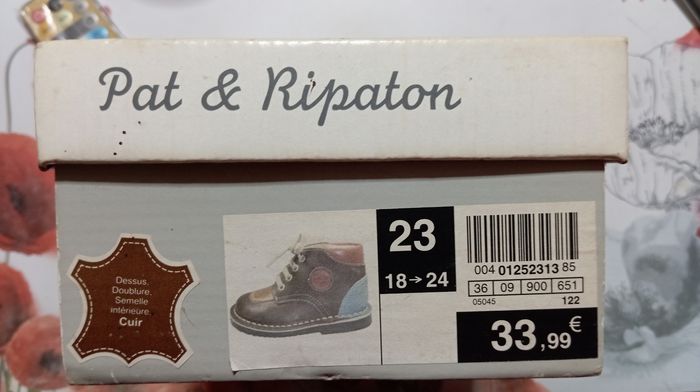 Pat & Ripaton
Dessus,
Doublure,
Semelle
intérieure,
Cuir
23
18→24
004 01252313 85
36 09 900 651
05045 122
33,99€